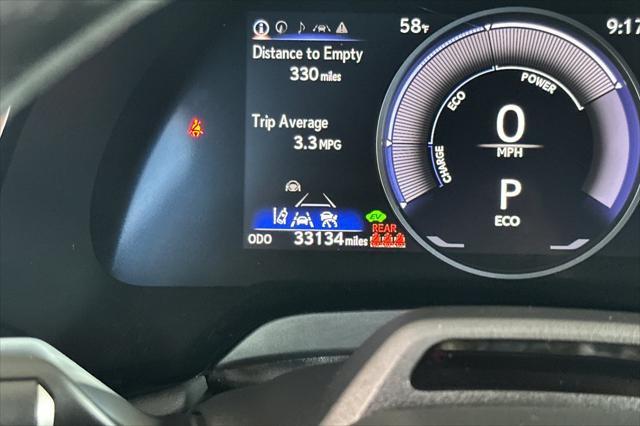 58°F
9:17
Distance to Empty
330 miles
Trip Average
3.3 MPG
CHARGE
ECO
POWER
0
MPH
P
ECO
EV
REAR
ODO 33134 miles